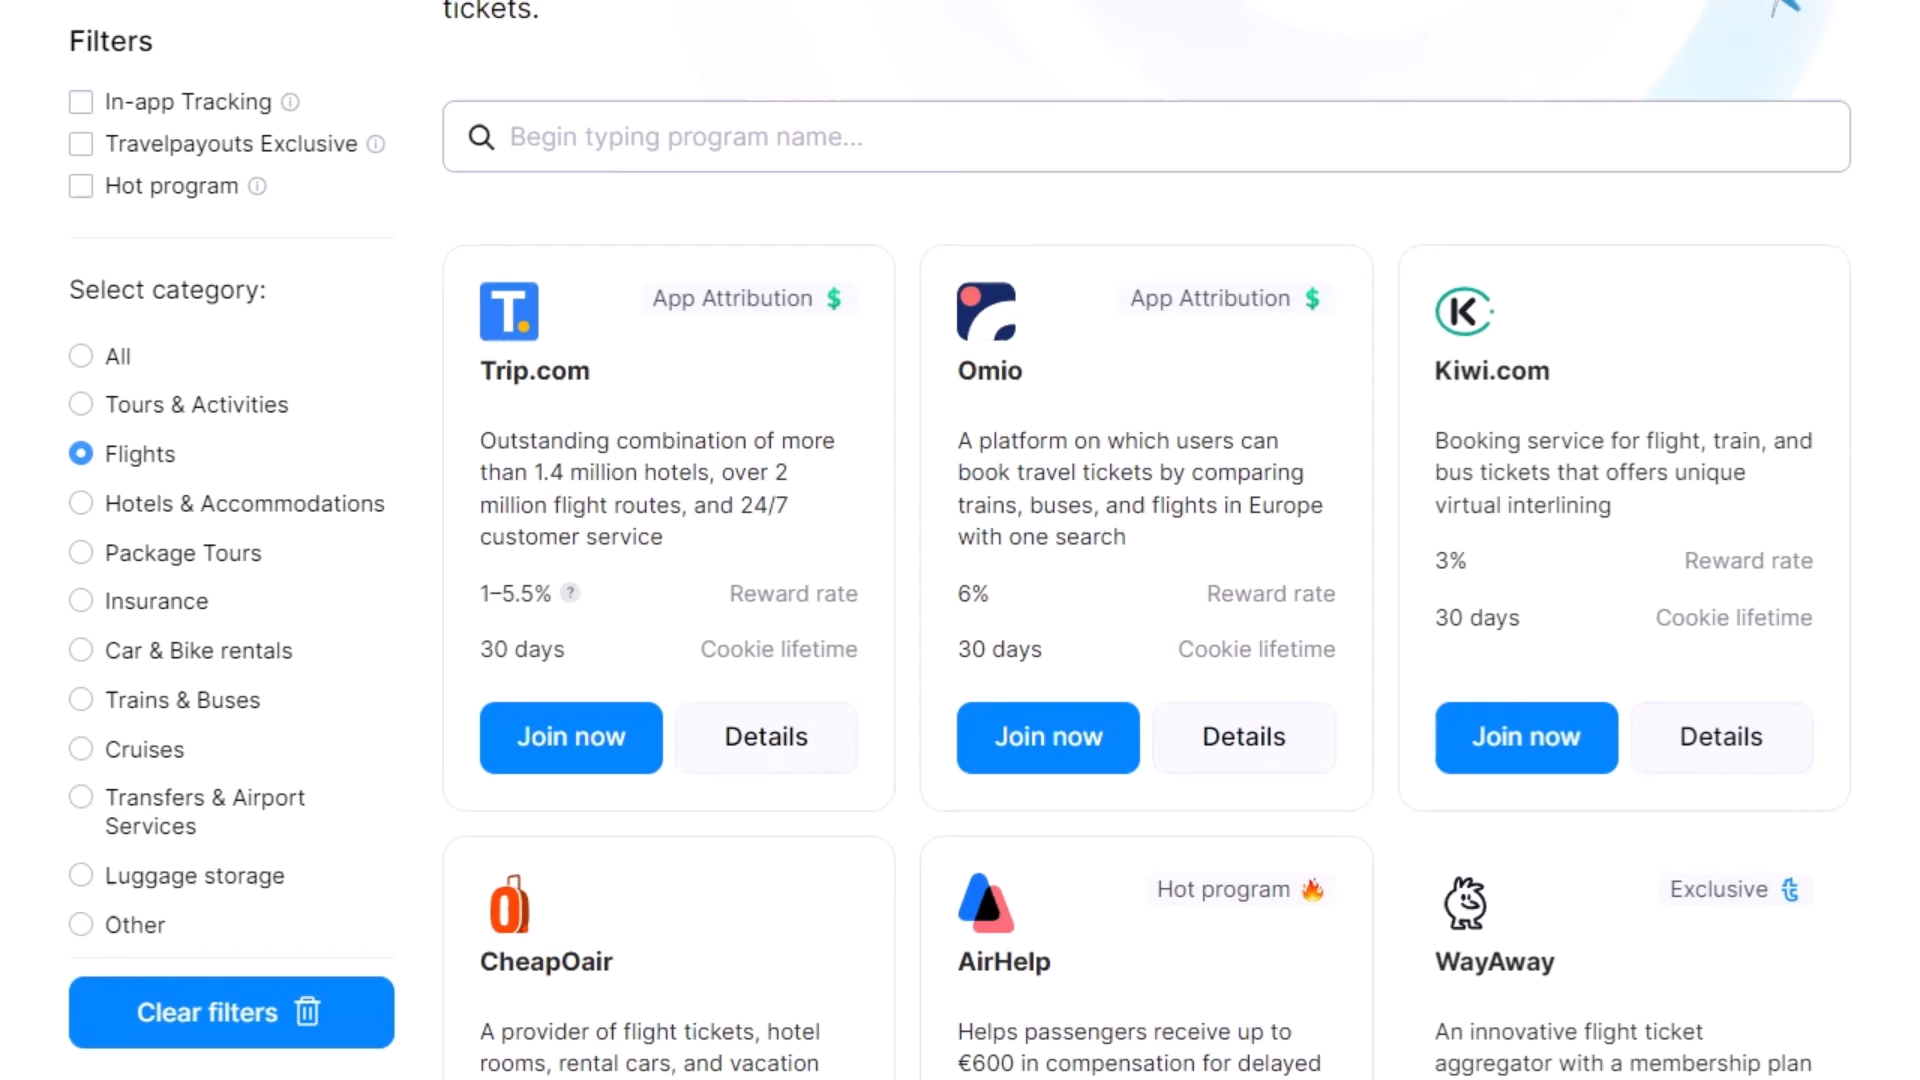 tickets.
Filters
In-app Tracking
Travelpayouts Exclusive
Hot program
Select category:
All
Tours & Activities
Flights
Hotels & Accommodations
Package Tours
Insurance
Car & Bike rentals
Trains & Buses
Cruises
Transfers & Airport
Services
Luggage storage
Other
Clear filters
Begin typing program name...
App Attribution $
Trip.com
Outstanding combination of more
than 1.4 million hotels, over 2
million flight routes, and 24/7
customer service
1–5.5% ? Reward rate
30 days Cookie lifetime
Join now Details
App Attribution $
Omio
A platform on which users can
book travel tickets by comparing
trains, buses, and flights in Europe
with one search
6% Reward rate
30 days Cookie lifetime
Join now Details
Kiwi.com
Booking service for flight, train, and
bus tickets that offers unique
virtual interlining
3% Reward rate
30 days Cookie lifetime
Join now Details
CheapOair
A provider of flight tickets, hotel
rooms, rental cars, and vacation
Hot program
AirHelp
Helps passengers receive up to
€600 in compensation for delayed
Exclusive
WayAway
An innovative flight ticket
aggregator with a membership plan